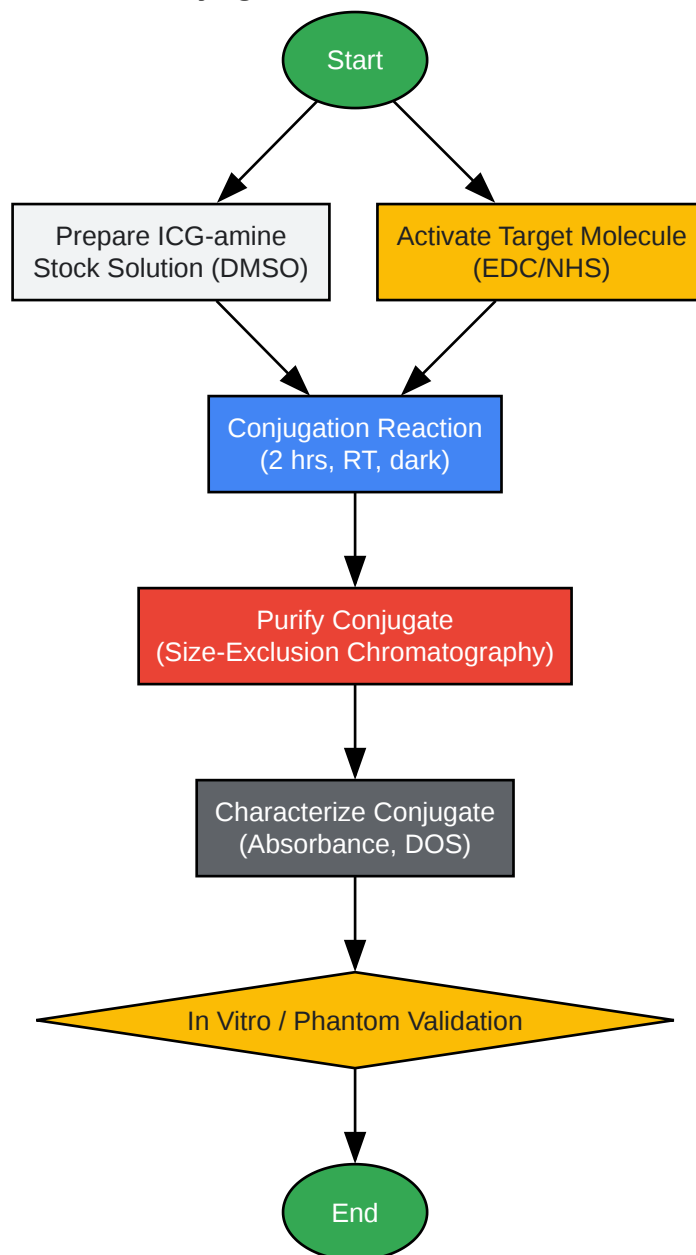 Start
Prepare ICG-amine
Stock Solution (DMSO)
Activate Target Molecule
(EDC/NHS)
Conjugation Reaction
(2 hrs, RT, dark)
Purify Conjugate
(Size-Exclusion Chromatography)
Characterize Conjugate
(Absorbance, DOS)
In Vitro / Phantom Validation
End